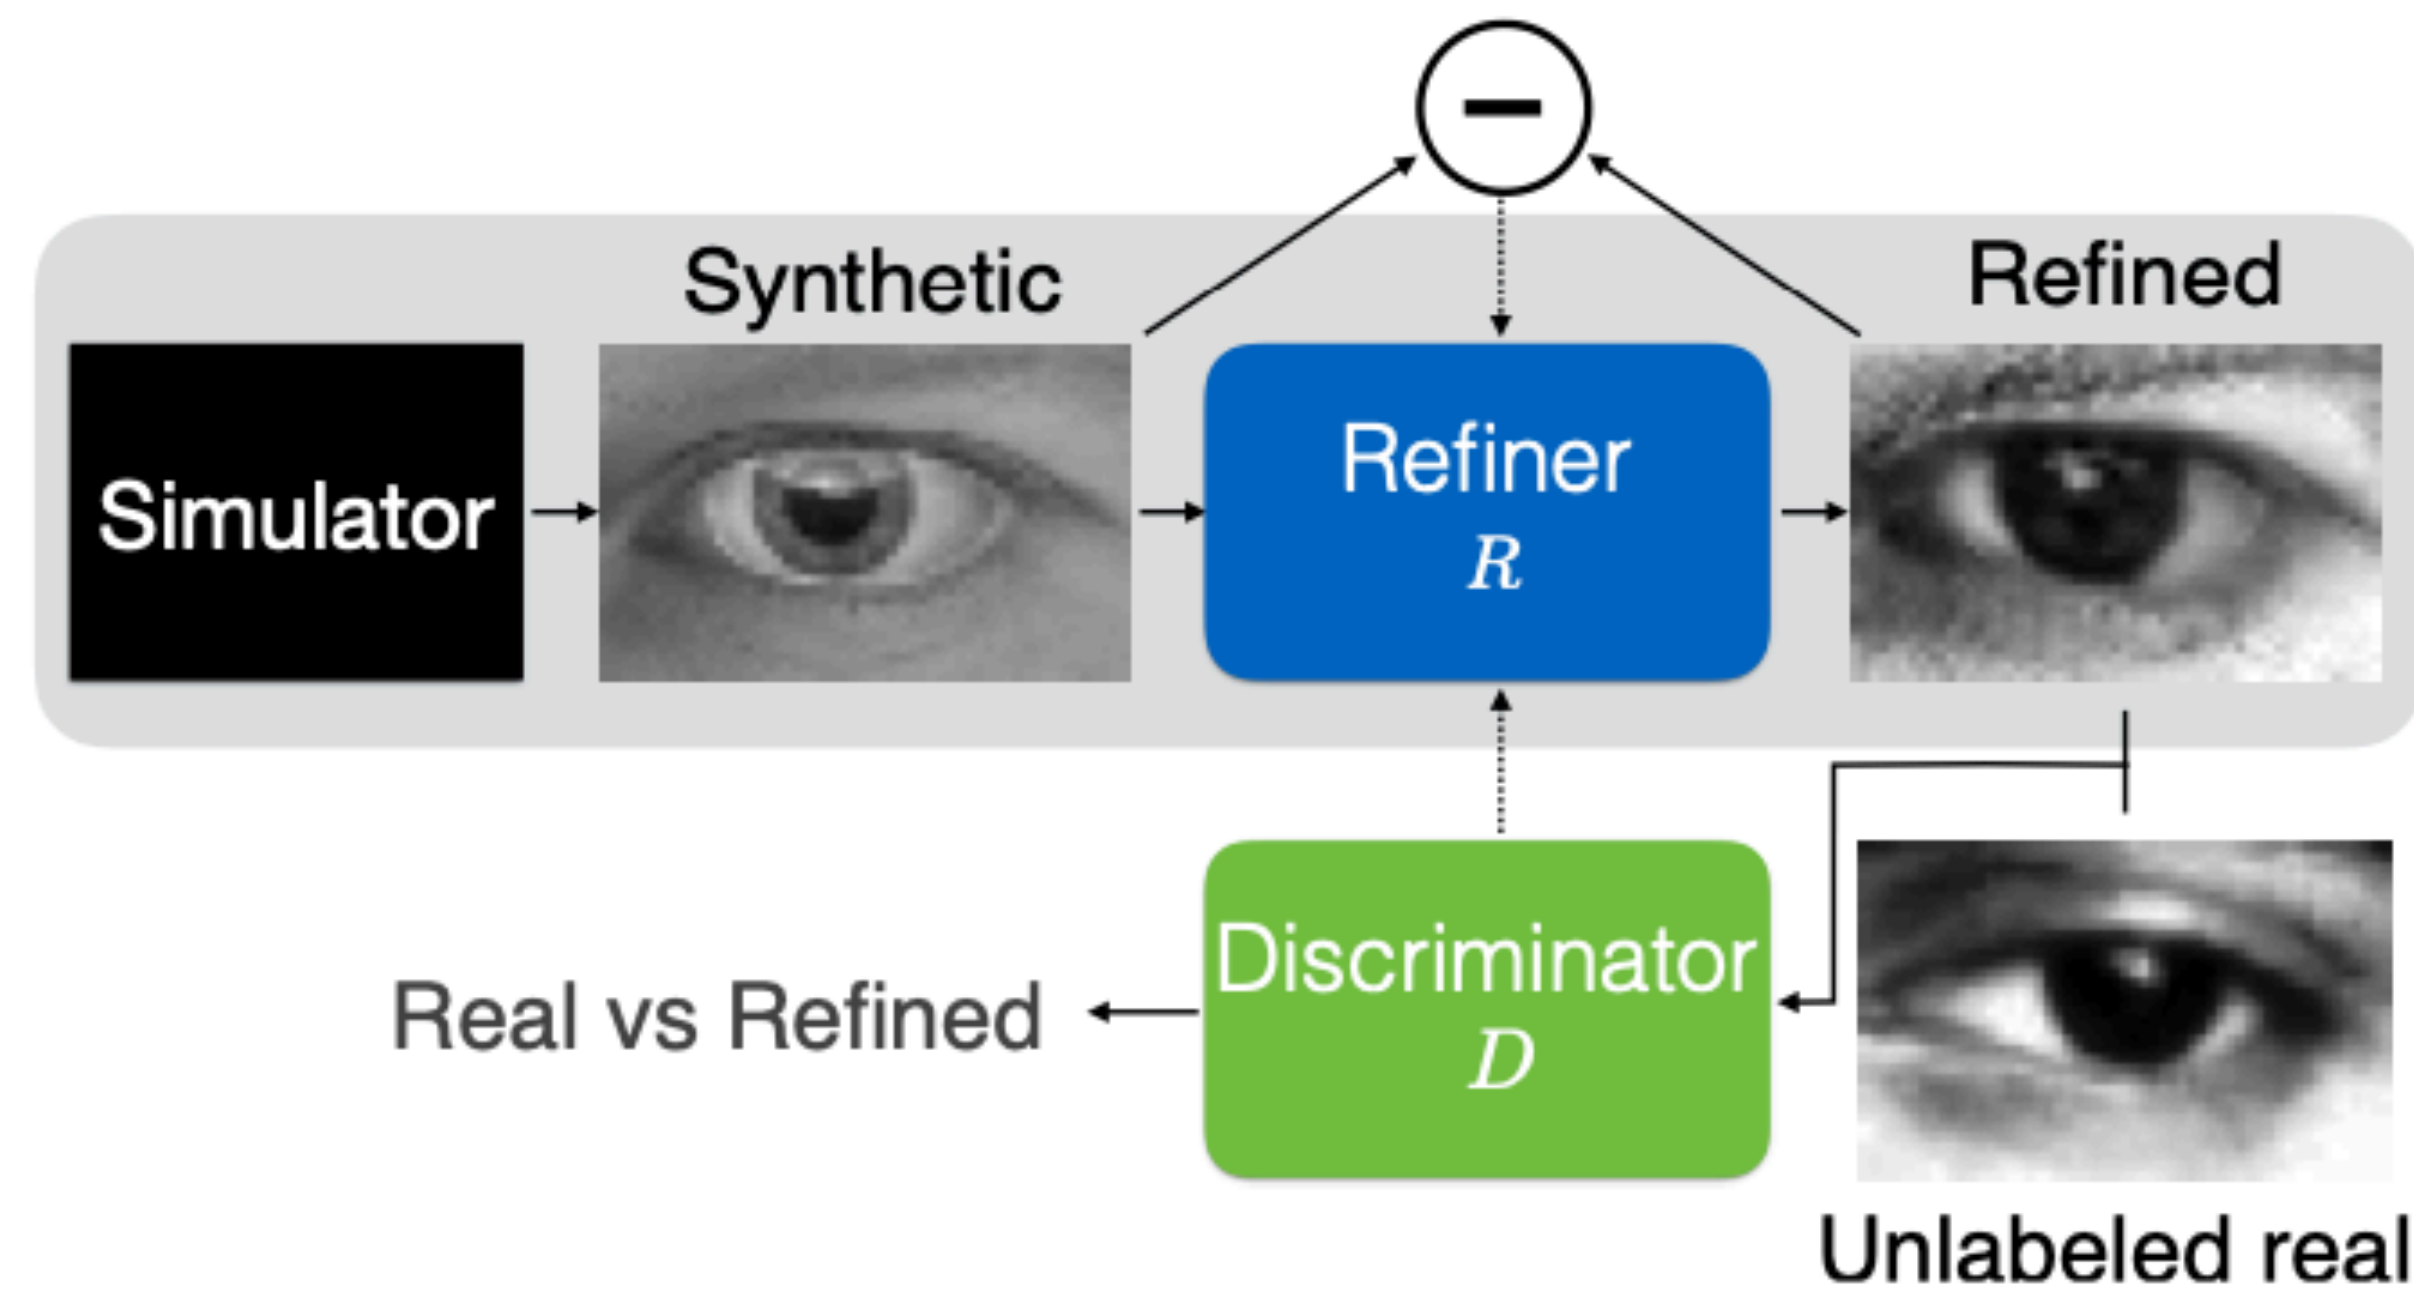 −
Synthetic
Refined
Simulator
Refiner
R
Discriminator
D
Real vs Refined
Unlabeled real